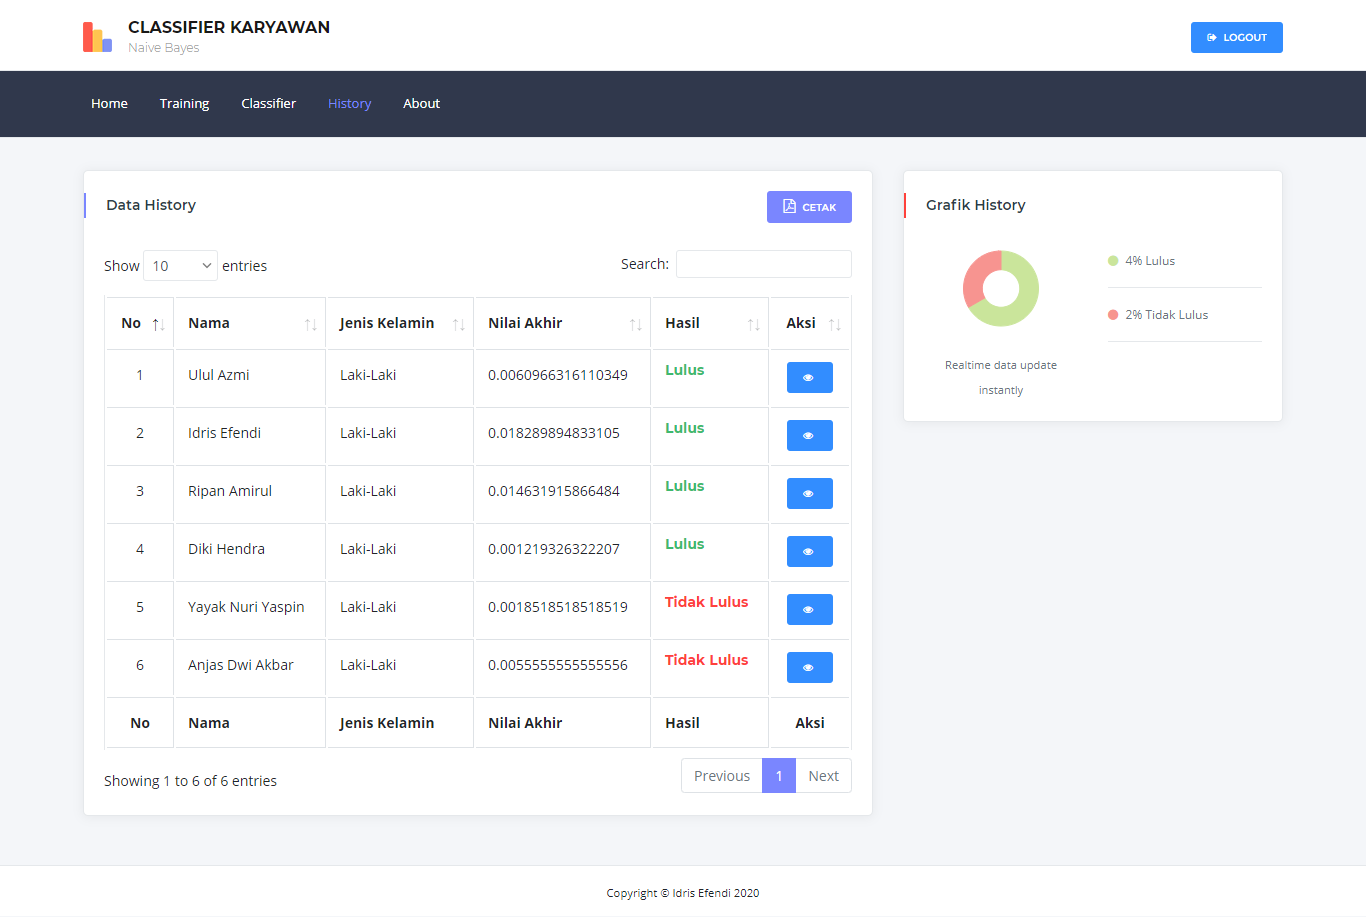 CLASSIFIER KARYAWAN
Naive Bayes
LOGOUT
Home Training Classifier History About
Data History
CETAK
Show 10 entries
Search:
No Nama Jenis Kelamin Nilai Akhir Hasil Aksi
1 Ulul Azmi Laki-Laki 0.0060966316110349 Lulus
2 Idris Efendi Laki-Laki 0.018289894833105 Lulus
3 Ripan Amirul Laki-Laki 0.014631915866484 Lulus
4 Diki Hendra Laki-Laki 0.001219326322207 Lulus
5 Yayak Nuri Yaspin Laki-Laki 0.0018518518518519 Tidak Lulus
6 Anjas Dwi Akbar Laki-Laki 0.0055555555555556 Tidak Lulus
No Nama Jenis Kelamin Nilai Akhir Hasil Aksi
Showing 1 to 6 of 6 entries
Previous 1 Next
Grafik History
4% Lulus
2% Tidak Lulus
Realtime data update
instantly
Copyright © Idris Efendi 2020